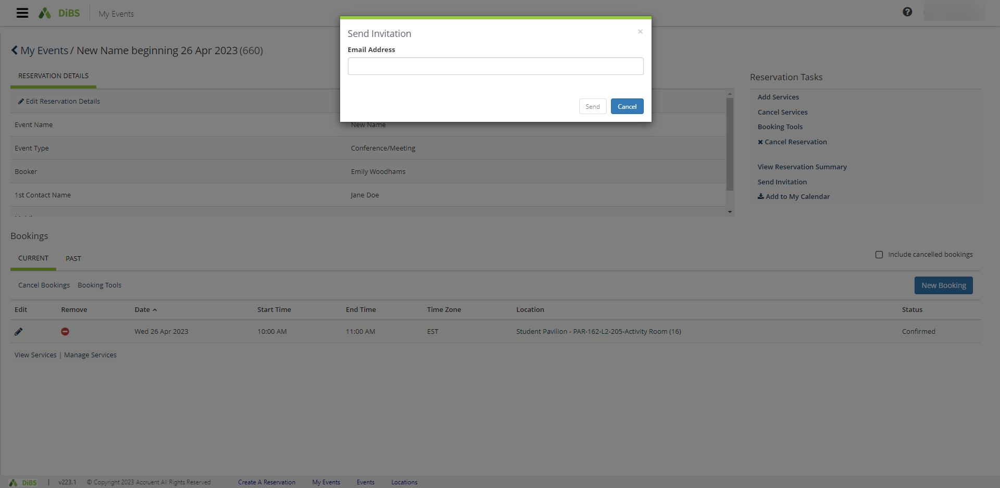 DiBS
My Events
Send Invitation
×
Email Address
Send
Cancel
My Events / New Name beginning 26 Apr 2023 (660)
RESERVATION DETAILS
Edit Reservation Details
Event Name New Name
Event Type Conference/Meeting
Booker Emily Woodhams
1st Contact Name Jane Doe
Reservation Tasks
Add Services
Cancel Services
Booking Tools
Cancel Reservation
View Reservation Summary
Send Invitation
Add to My Calendar
Bookings
CURRENT PAST
Include cancelled bookings
Cancel Bookings Booking Tools
New Booking
Edit Remove Date Start Time End Time Time Zone Location Status
Wed 26 Apr 2023 10:00 AM 11:00 AM EST Student Pavilion - PAR-162-L2-205-Activity Room (16) Confirmed
View Services | Manage Services
DiBS | v223.1 © Copyright 2023 Accruent All Rights Reserved Create A Reservation My Events Events Locations